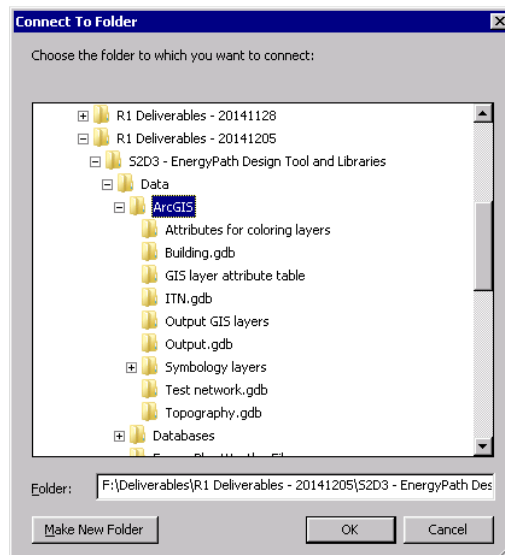 Connect To Folder
Choose the folder to which you want to connect:
R1 Deliverables - 20141128
R1 Deliverables - 20141205
S2D3 - EnergyPath Design Tool and Libraries
Data
ArcGIS
Attributes for coloring layers
Building.gdb
GIS layer attribute table
ITN.gdb
Output GIS layers
Output.gdb
Symbology layers
Test network.gdb
Topography.gdb
Databases
Folder: F:\Deliverables\R1 Deliverables - 20141205\S2D3 - EnergyPath Des
Make New Folder OK Cancel